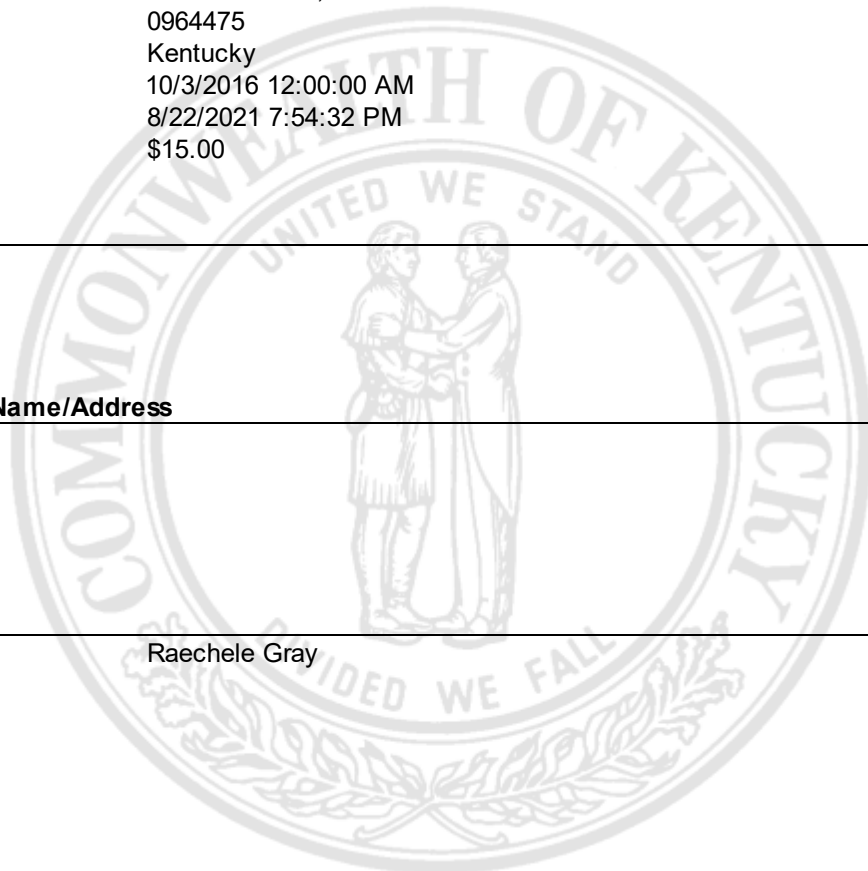 0964475
Kentucky
10/3/2016 12:00:00 AM
8/22/2021 7:54:32 PM
$15.00
COMMONWEALTH OF KENTUCKY
UNITED WE STAND
Name/Address
Raechele Gray
DIVIDED WE FALL